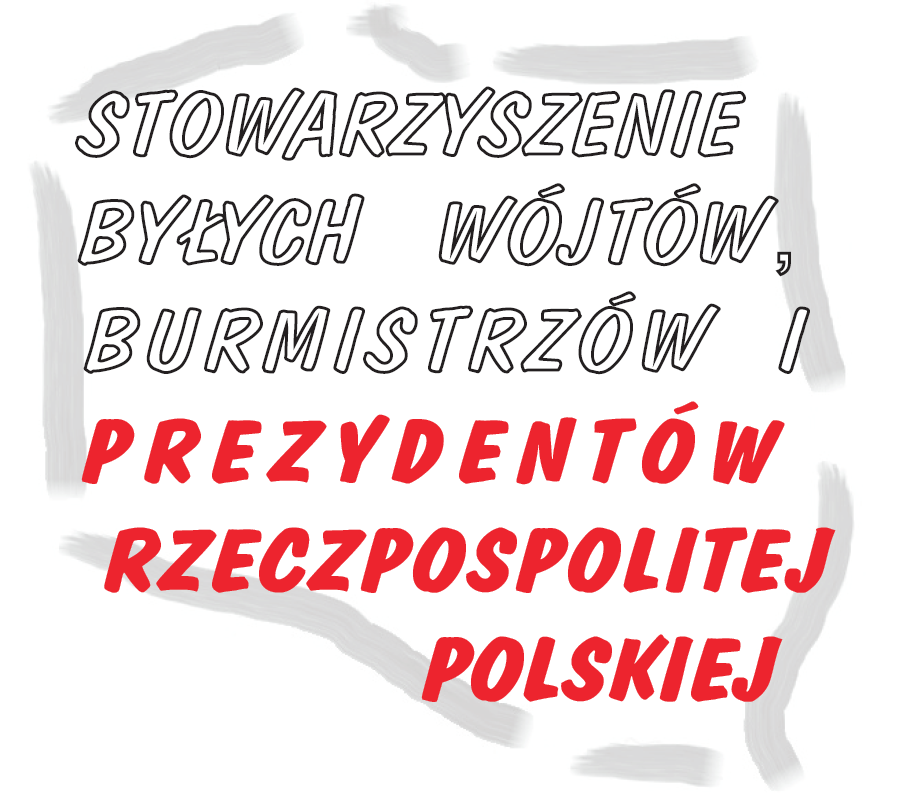 STOWARZYSZENIE
BYŁYCH WÓJTÓW,
BURMISTRZÓW I
PREZYDENTÓW
RZECZPOSPOLITEJ
POLSKIEJ